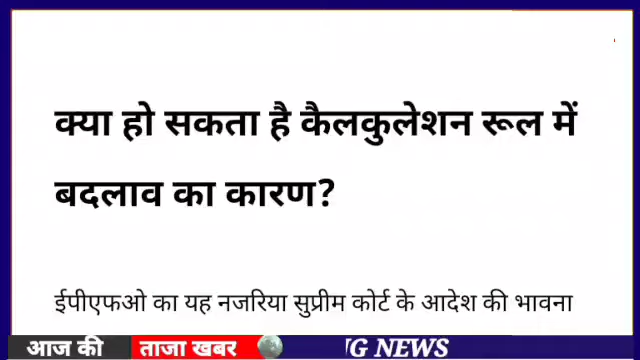 क्या हो सकता है कैलकुलेशन रूल में
बदलाव का कारण?
ईपीएफओ का यह नजरिया सुप्रीम कोर्ट के आदेश की भावना
आज की ताजा खबर G NEWS